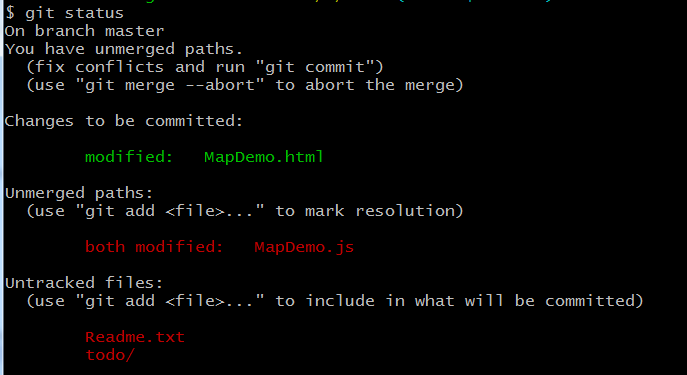 $ git status
On branch master
You have unmerged paths.
  (fix conflicts and run "git commit")
  (use "git merge --abort" to abort the merge)

Changes to be committed:

        modified:   MapDemo.html

Unmerged paths:
  (use "git add <file>..." to mark resolution)

        both modified:   MapDemo.js

Untracked files:
  (use "git add <file>..." to include in what will be committed)

        Readme.txt
        todo/